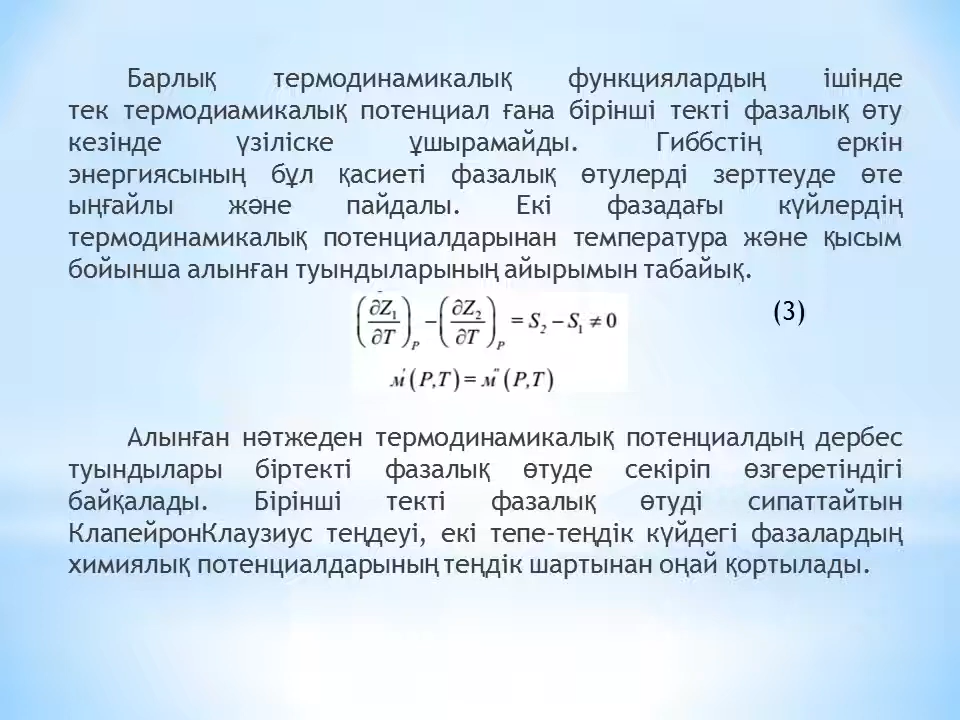 Барлық термодинамикалық функциялардың ішінде
тек термодиамикалық потенциал ғана бірінші текті фазалық өту
кезінде үзіліске ұшырамайды. Гиббстің еркін
энергиясының бұл қасиеті фазалық өтулерді зерттеуде өте
ыңғайлы және пайдалы. Екі фазадағы күйлердің
термодинамикалық потенциалдарынан температура және қысым
бойынша алынған туындыларының айырымын табайық.
(∂Z₁/∂T)_P − (∂Z₂/∂T)_P = S₂ − S₁ ≠ 0 (3)
м'(P,T) = м''(P,T)
Алынған нәтжеден термодинамикалық потенциалдың дербес
туындылары біртекті фазалық өтуде секіріп өзгеретіндігі
байқалады. Бірінші текті фазалық өтуді сипаттайтын
КлапейронКлаузиус теңдеуі, екі тепе-теңдік күйдегі фазалардың
химиялық потенциалдарының теңдік шартынан оңай қортылады.